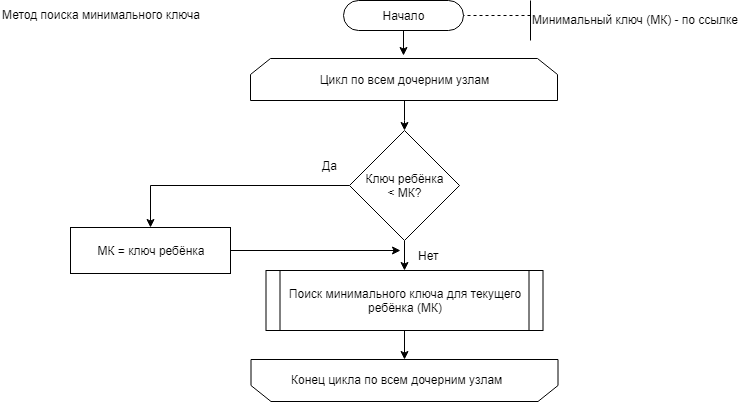 Метод поиска минимального ключа
Начало
Минимальный ключ (МК) - по ссылке
Цикл по всем дочерним узлам
Да
Ключ ребёнка
< МК?
МК = ключ ребёнка
Нет
Поиск минимального ключа для текущего
ребёнка (МК)
Конец цикла по всем дочерним узлам